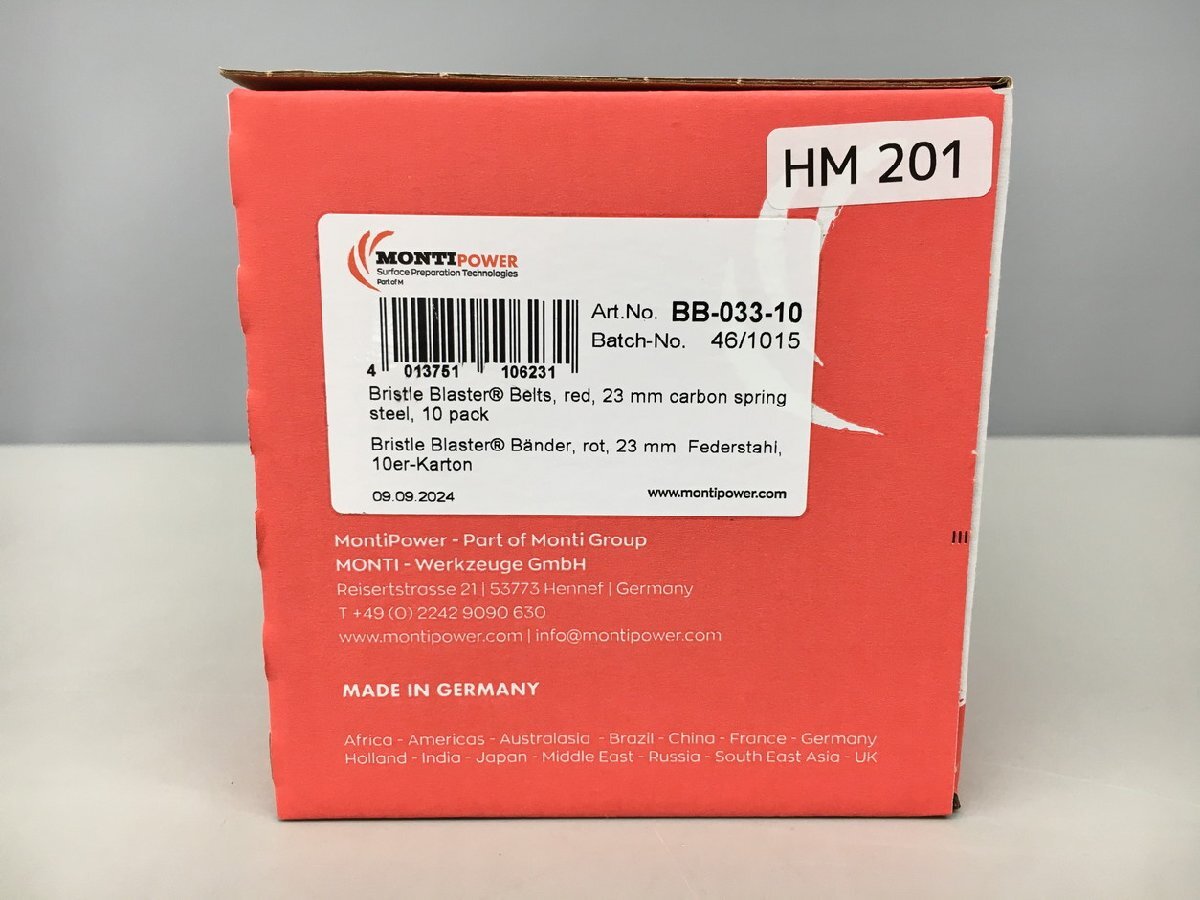 HM 201
MONTIPOWER
Surface Preparation Technologies
Part of M
Art.No. BB-033-10
Batch-No. 46/1015
4 013751 106231
Bristle Blaster® Belts, red, 23 mm carbon spring
steel, 10 pack
Bristle Blaster® Bänder, rot, 23 mm Federstahl,
10er-Karton
09.09.2024 www.montipower.com
MontiPower - Part of Monti Group
MONTI - Werkzeuge GmbH
Reisertstrasse 21 | 53773 Hennef | Germany
T +49 (0) 2242 9090 630
www.montipower.com | info@montipower.com
MADE IN GERMANY
Africa - Americas - Australasia - Brazil - China - France - Germany
Holland - India - Japan - Middle East - Russia - South East Asia - UK